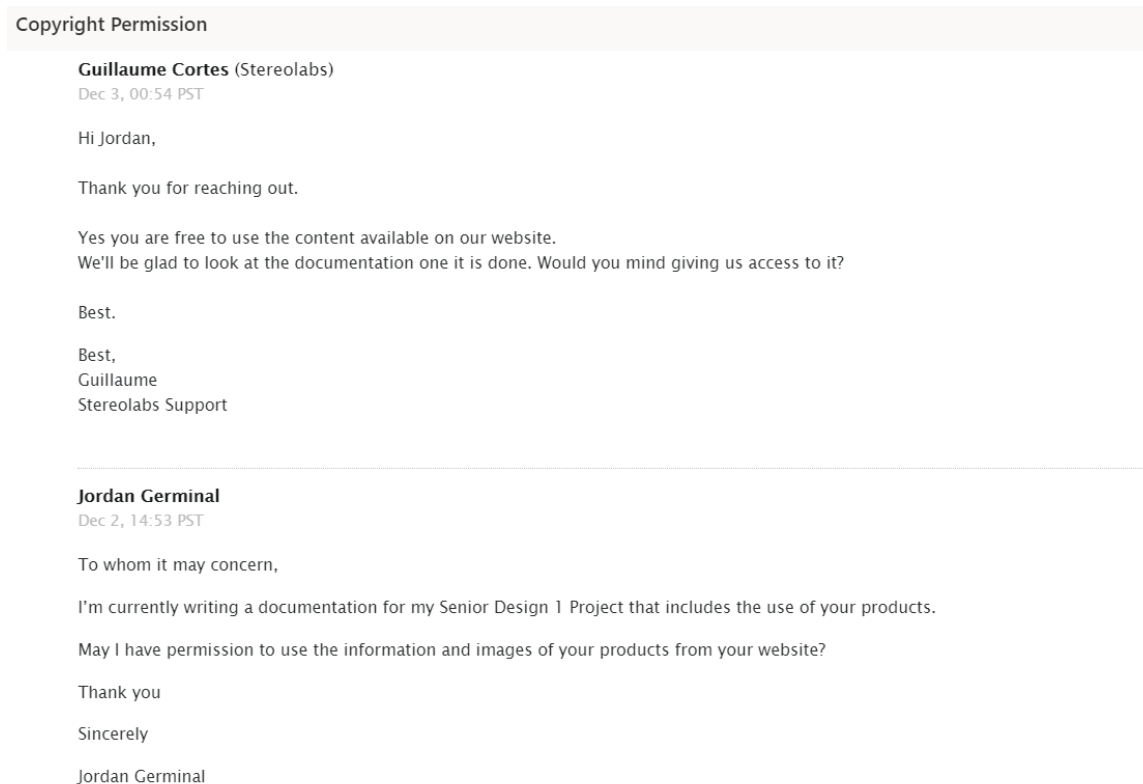 Copyright Permission
Guillaume Cortes (Stereolabs)
Dec 3, 00:54 PST
Hi Jordan,
Thank you for reaching out.
Yes you are free to use the content available on our website.
We'll be glad to look at the documentation one it is done. Would you mind giving us access to it?
Best.
Best,
Guillaume
Stereolabs Support
Jordan Germinal
Dec 2, 14:53 PST
To whom it may concern,
I'm currently writing a documentation for my Senior Design 1 Project that includes the use of your products.
May I have permission to use the information and images of your products from your website?
Thank you
Sincerely
Jordan Germinal